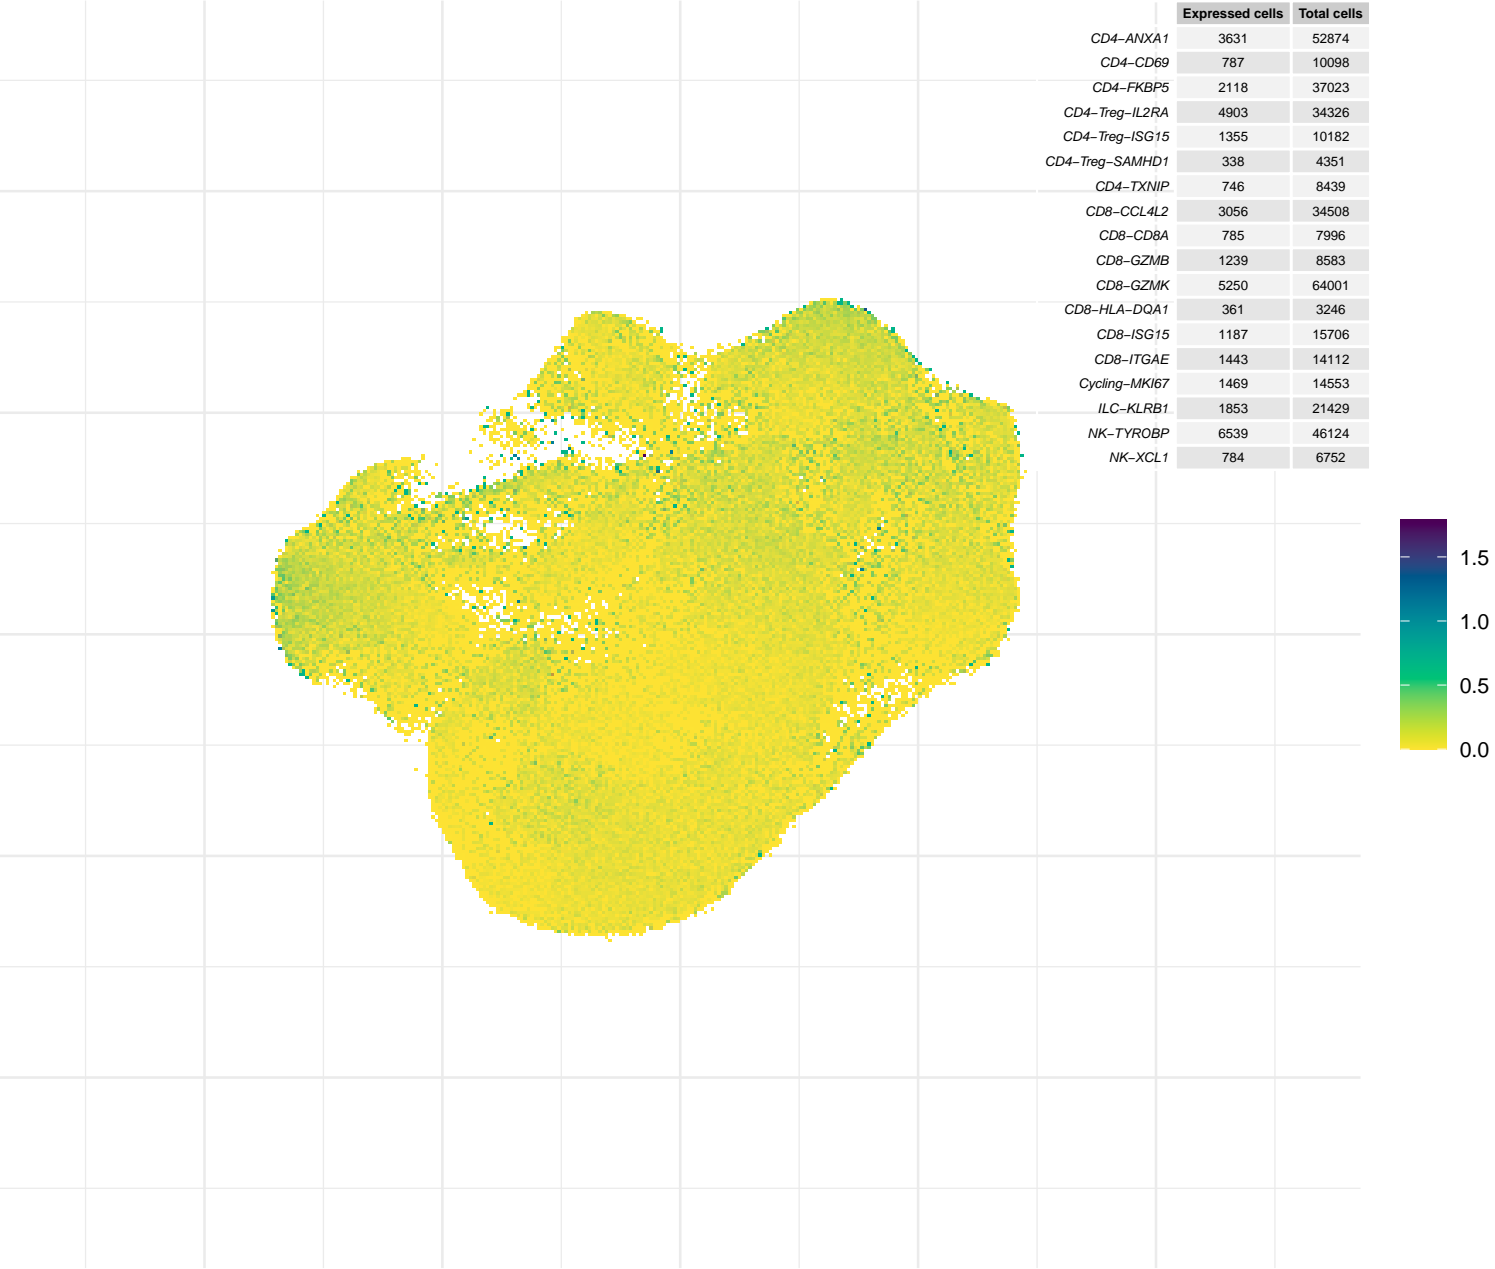 Expressed cells Total cells
CD4−ANXA1 3631 52874
CD4−CD69 787 10098
CD4−FKBP5 2118 37023
CD4−Treg−IL2RA 4903 34326
CD4−Treg−ISG15 1355 10182
CD4−Treg−SAMHD1 338 4351
CD4−TXNIP 746 8439
CD8−CCL4L2 3056 34508
CD8−CD8A 785 7996
CD8−GZMB 1239 8583
CD8−GZMK 5250 64001
CD8−HLA−DQA1 361 3246
CD8−ISG15 1187 15706
CD8−ITGAE 1443 14112
Cycling−MKI67 1469 14553
ILC−KLRB1 1853 21429
NK−TYROBP 6539 46124
NK−XCL1 784 6752
1.5
1.0
0.5
0.0